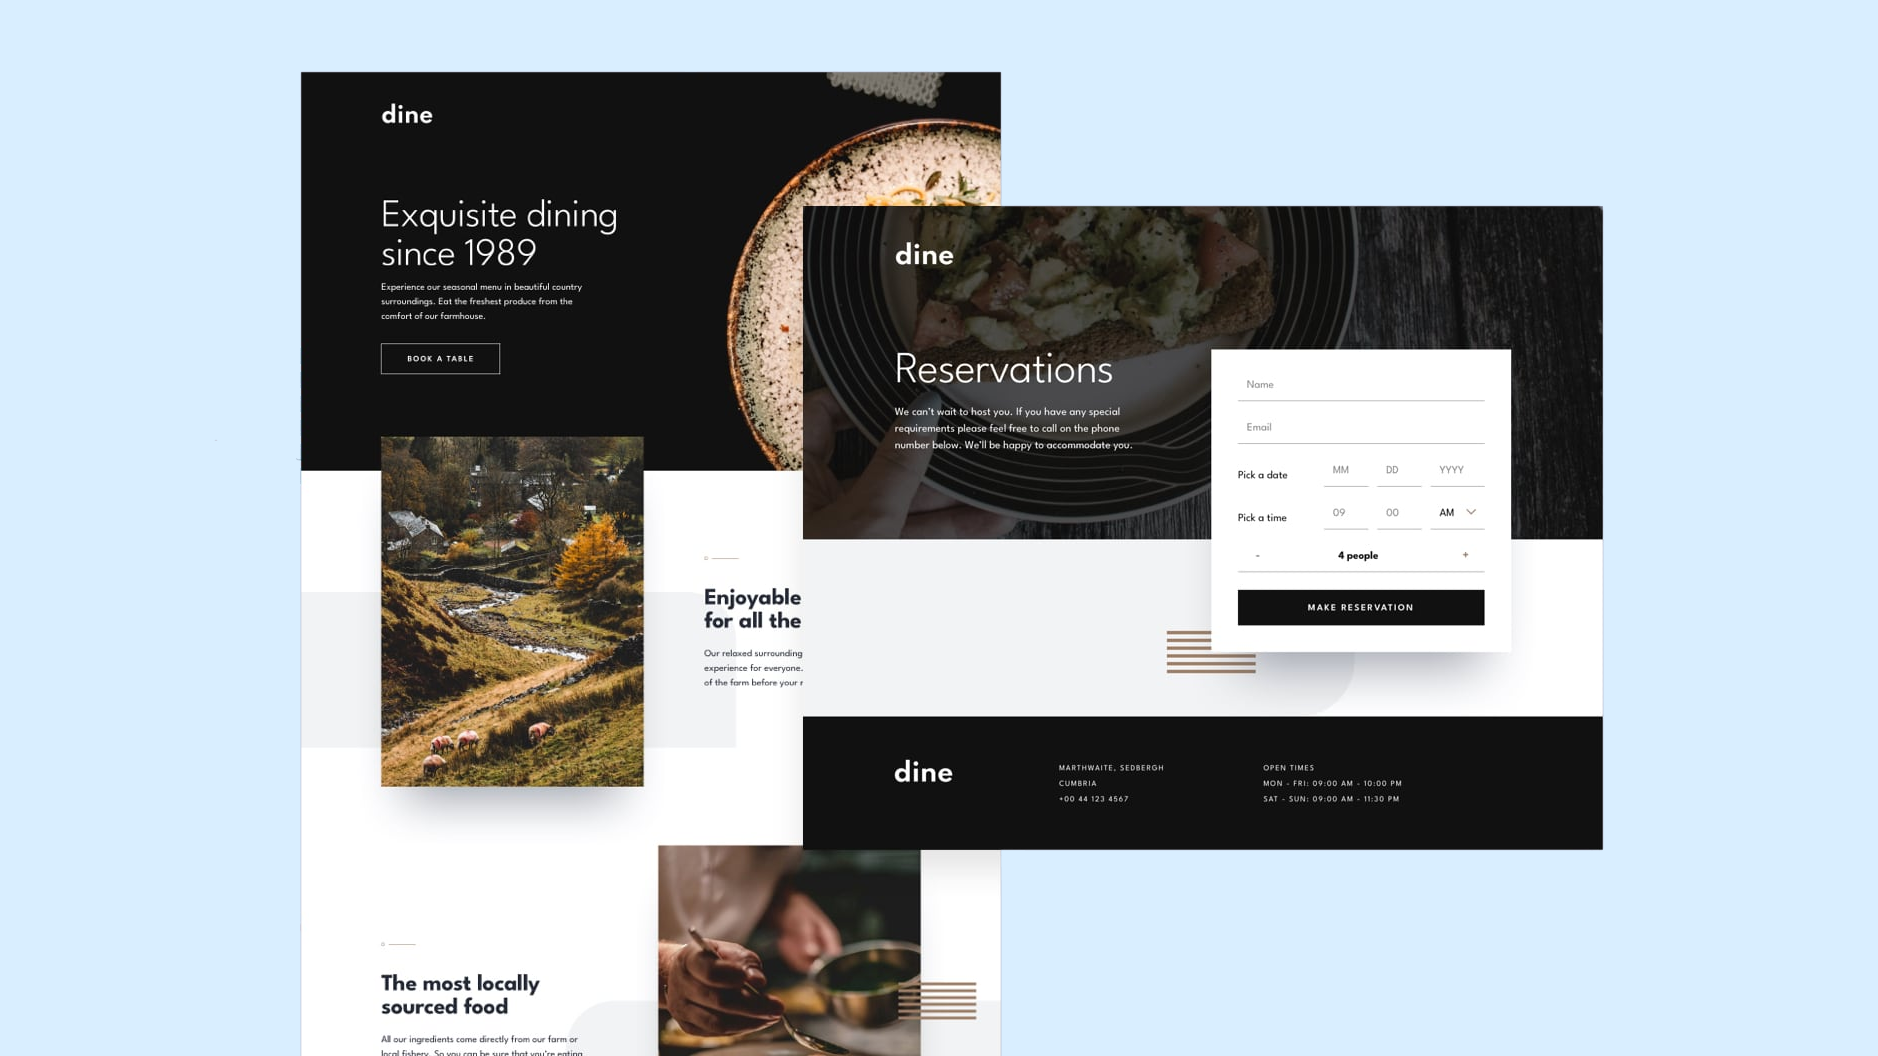 dine
Exquisite dining
since 1989
Experience our seasonal menu in beautiful country
surroundings. Eat the freshest produce from the
comfort of our farmhouse.
BOOK A TABLE
Enjoyable
for all the
Our relaxed surrounding
experience for everyone.
of the farm before your
The most locally
sourced food
All our ingredients come directly from our farm or
local fishery. So you can be sure that you're eating
dine
Reservations
We can't wait to host you. If you have any special
requirements please feel free to call on the phone
number below. We'll be happy to accommodate you.
Name
Email
Pick a date MM DD YYYY
Pick a time 09 00 AM
- 4 people +
MAKE RESERVATION
dine
MARTHWAITE, SEDBERGH
CUMBRIA
+00 44 123 4567
OPEN TIMES
MON - FRI: 09:00 AM - 10:00 PM
SAT - SUN: 09:00 AM - 11:30 PM